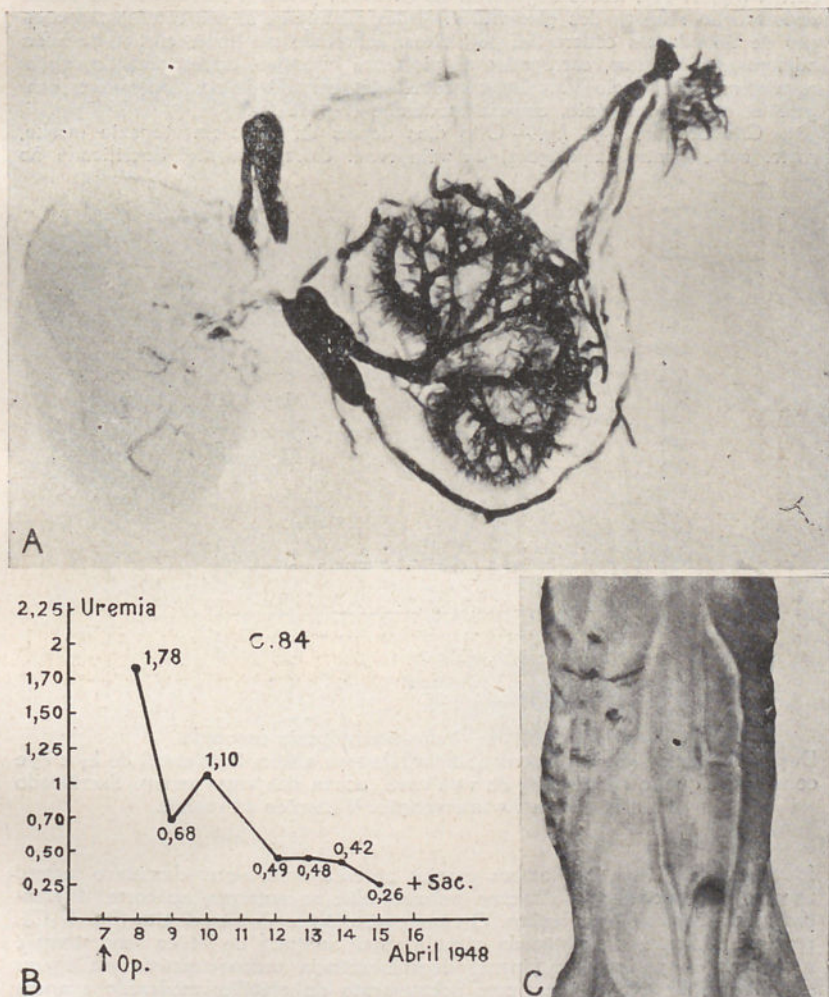 A
2,25 Uremia
C.84
2
1,78
1,70
1,50
1,25
1,10
1
0,70
0,68
0,50
0,49 0,48 0,42
0,25
0,26 + Sac.
7 8 9 10 11 12 13 14 15 16
↑ Op.
Abril 1948
B
C